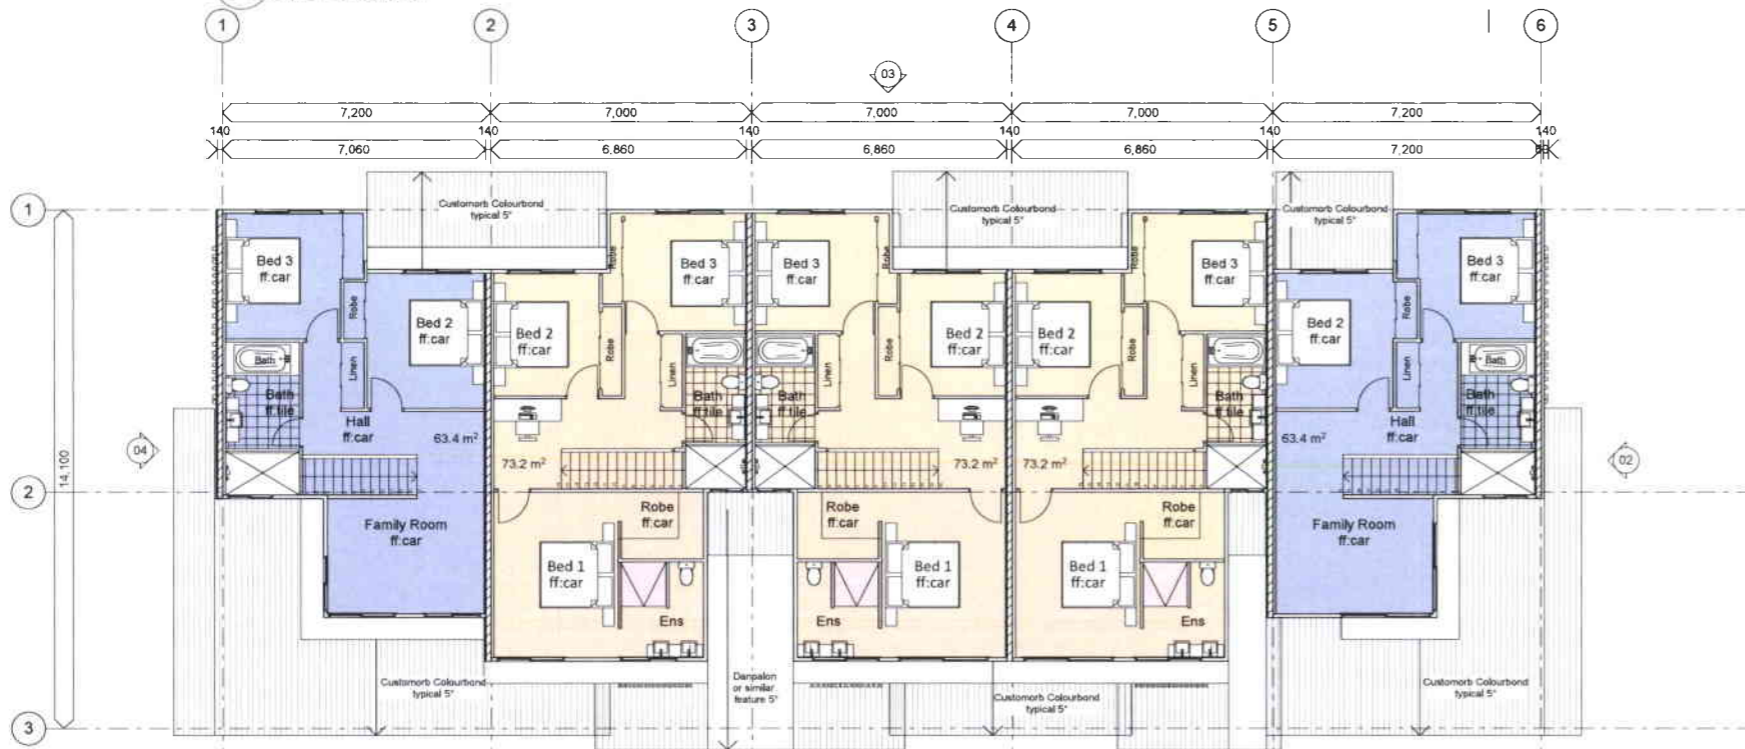 1 2 3 4 5 6
03
7,200 7,000 7,000 7,000 7,200
140 140 140 140 140 140
7,060 6,860 6,860 6,860 7,200
1
Customorb Colourbond
typical 5°
Customorb Colourbond
typical 5°
Customorb Colourbond
typical 5°
Bed 3
ff:car
Robe
Bed 2
ff:car
Bath
Linen
Bath
ff:tile
Hall
ff:car
63.4 m²
Family Room
ff:car
Robe
Bed 3
ff:car
Bed 2
ff:car
Robe
Linen
Bath
ff:tile
73.2 m²
Robe
ff:car
Bed 1
ff:car
Ens
Bed 3
ff:car
Robe
Bed 2
ff:car
Linen
Robe
Bath
ff:tile
73.2 m²
Robe
ff:car
Bed 1
ff:car
Ens
Robe
Bed 3
ff:car
Bed 2
ff:car
Robe
Linen
Bath
ff:tile
73.2 m²
Robe
ff:car
Bed 1
ff:car
Ens
Bed 3
ff:car
Robe
Bed 2
ff:car
Linen
Bath
Bath
ff:tile
Hall
ff:car
63.4 m²
Family Room
ff:car
04
02
14,100
2
Customorb Colourbond
typical 5°
Danpalon
or similar
feature 5°
Customorb Colourbond
typical 5°
Customorb Colourbond
typical 5°
3